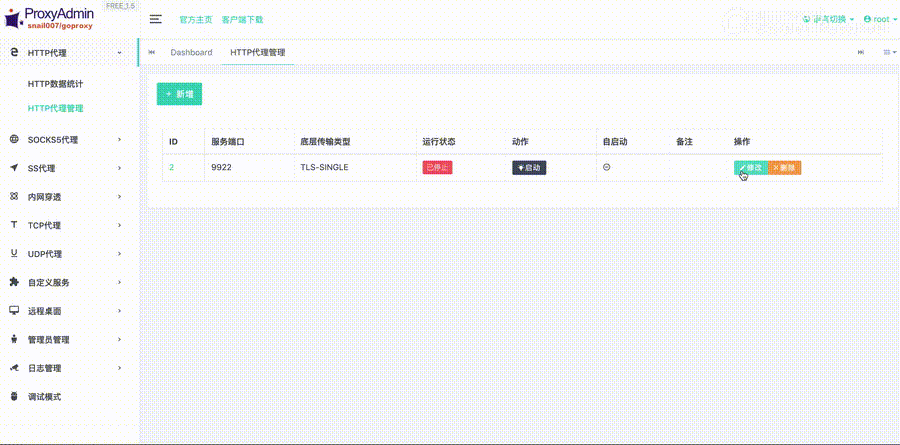 ProxyAdmin
snail007/goproxy
FREE_1.5
官方主页 客户端下载
切换 root
HTTP代理
Dashboard HTTP代理管理
HTTP数据统计
HTTP代理管理
新增
SOCKS5代理
SS代理
内网穿透
TCP代理
UDP代理
自定义服务
远程桌面
管理员管理
日志管理
调试模式
ID 服务端口 底层传输类型 运行状态 动作 自启动 备注 操作
2 9922 TLS-SINGLE 已停止 启动 修改 删除